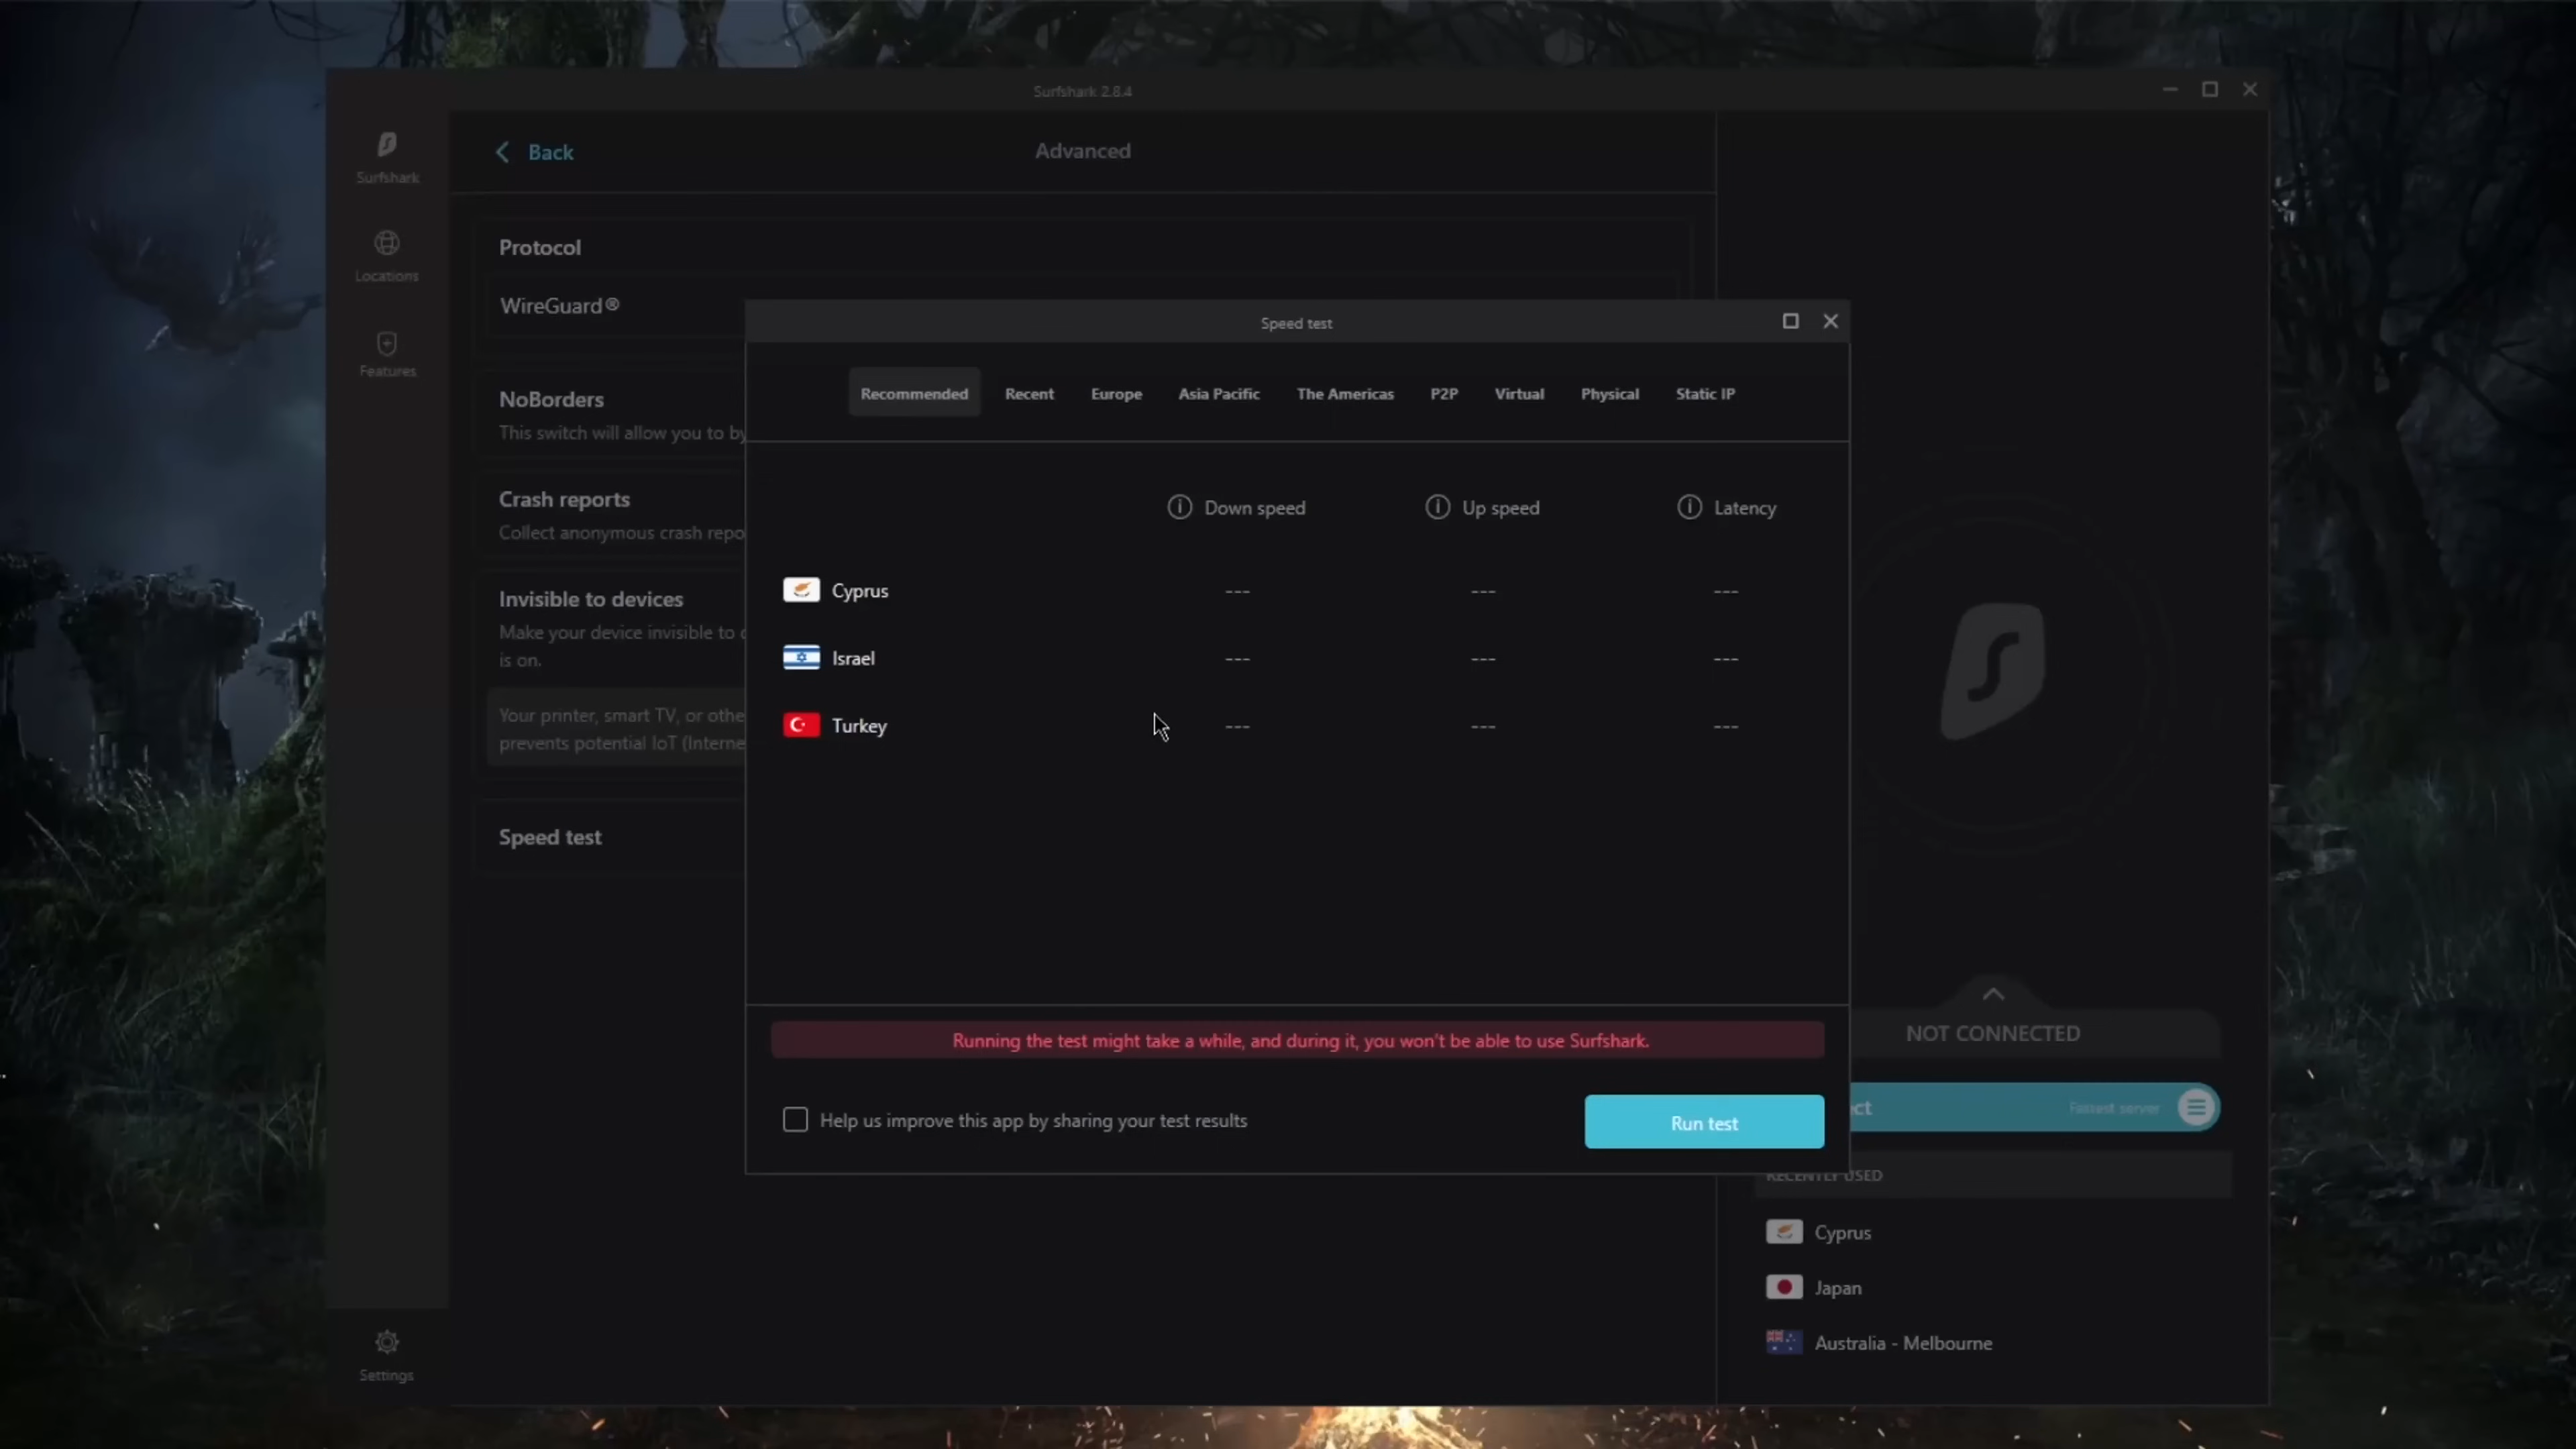 Surfshark 2.8.4
Surfshark
Locations
Features
Settings
Back
Advanced
Protocol
WireGuard®
NoBorders
This switch will allow you to by
Crash reports
Collect anonymous crash repo
Invisible to devices
Make your device invisible to
is on.
Your printer, smart TV, or othe
prevents potential IoT (Interne
Speed test
Speed test
Recommended Recent Europe Asia Pacific The Americas P2P Virtual Physical Static IP
Down speed Up speed Latency
Cyprus --- --- ---
Israel --- --- ---
Turkey --- --- ---
Running the test might take a while, and during it, you won't be able to use Surfshark.
Help us improve this app by sharing your test results
Run test
NOT CONNECTED
ct Fastest server
RECENTLY USED
Cyprus
Japan
Australia - Melbourne